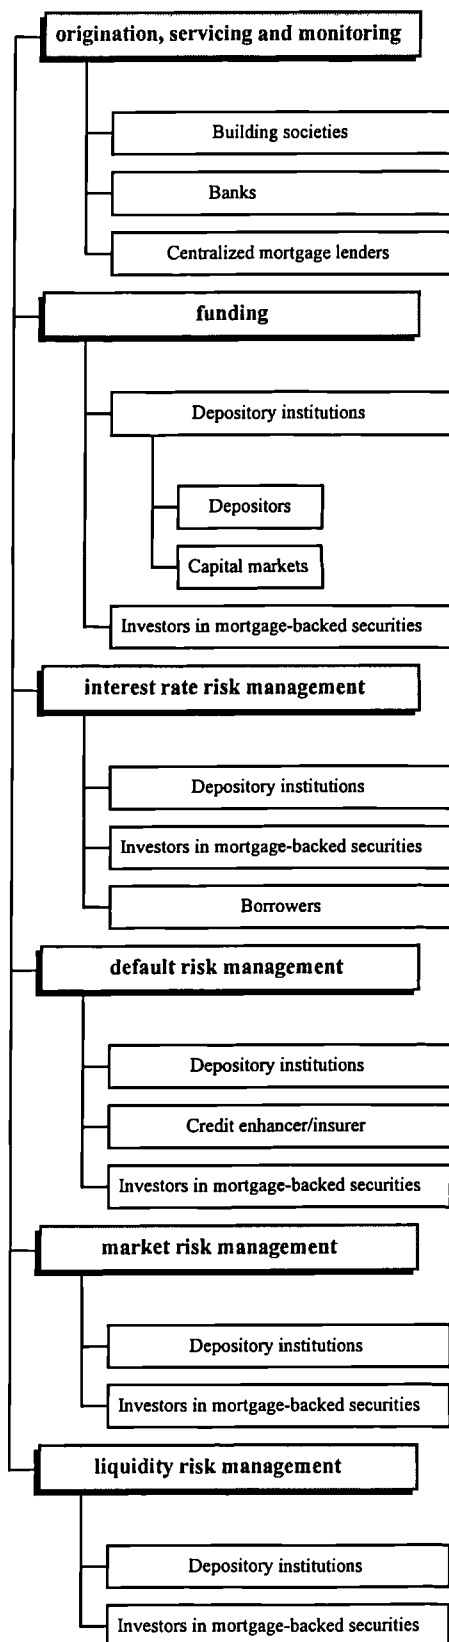 origination, servicing and monitoring
Building societies
Banks
Centralized mortgage lenders
funding
Depository institutions
Depositors
Capital markets
Investors in mortgage-backed securities
interest rate risk management
Depository institutions
Investors in mortgage-backed securities
Borrowers
default risk management
Depository institutions
Credit enhancer/insurer
Investors in mortgage-backed securities
market risk management
Depository institutions
Investors in mortgage-backed securities
liquidity risk management
Depository institutions
Investors in mortgage-backed securities